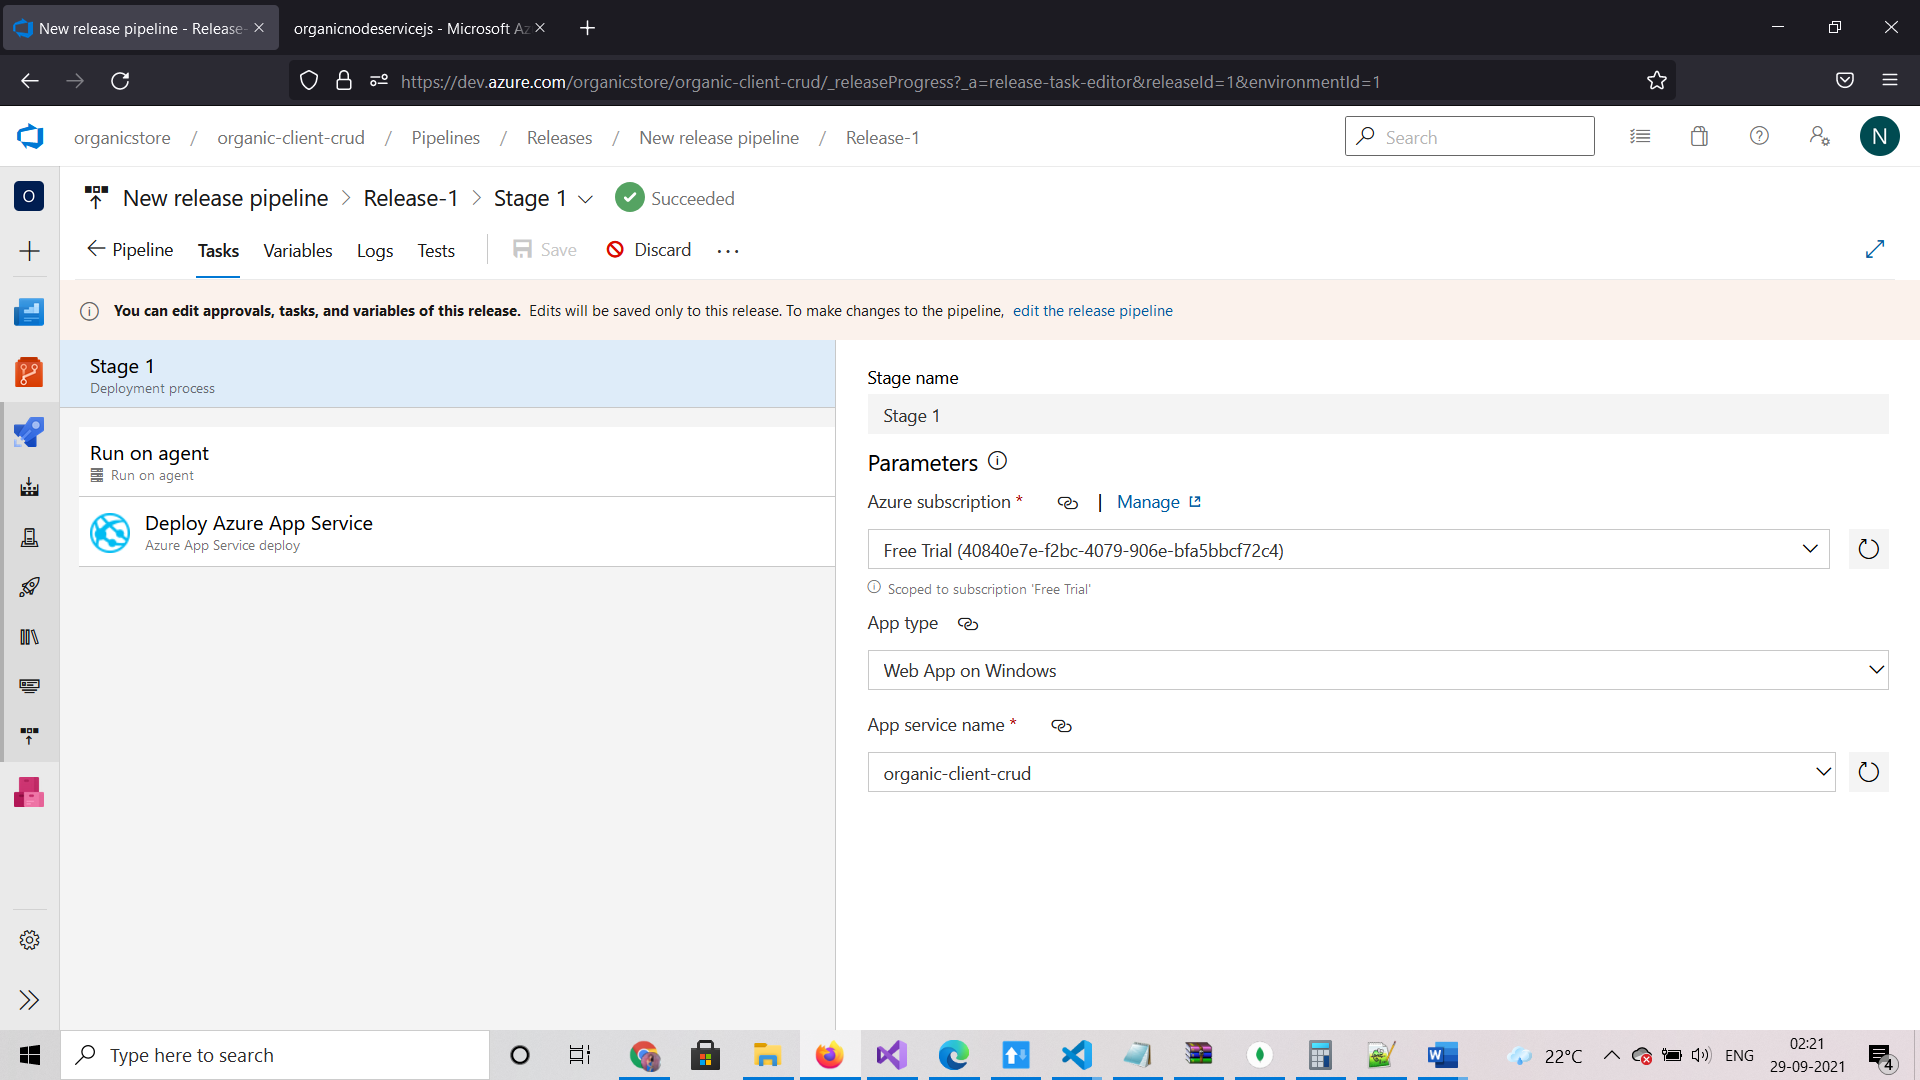 New release pipeline - Release-
organicnodeservicejs - Microsoft Az
https://dev.azure.com/organicstore/organic-client-crud/_releaseProgress?_a=release-task-editor&releaseId=1&environmentId=1
organicstore / organic-client-crud / Pipelines / Releases / New release pipeline / Release-1
Search
N
O
New release pipeline > Release-1 > Stage 1 Succeeded
Pipeline Tasks Variables Logs Tests Save Discard ...
You can edit approvals, tasks, and variables of this release. Edits will be saved only to this release. To make changes to the pipeline, edit the release pipeline
Stage 1
Deployment process
Run on agent
Run on agent
Deploy Azure App Service
Azure App Service deploy
Stage name
Stage 1
Parameters
Azure subscription * | Manage
Free Trial (40840e7e-f2bc-4079-906e-bfa5bbcf72c4)
Scoped to subscription 'Free Trial'
App type
Web App on Windows
App service name *
organic-client-crud
Type here to search
22°C
ENG
02:21
29-09-2021
4